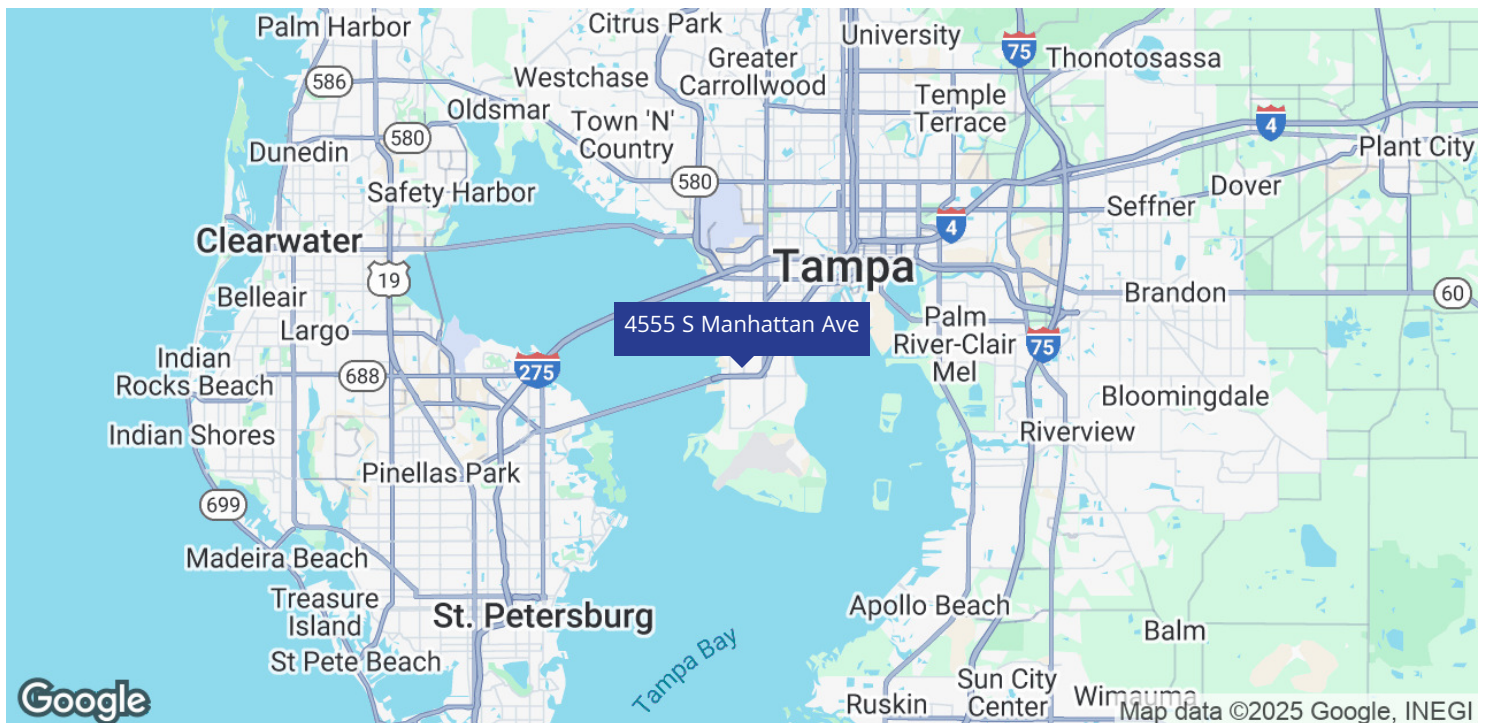 Palm Harbor
Citrus Park
University
75
Thonotosassa
586
Westchase
Greater
Carrollwood
Oldsmar
Town 'N'
Country
Temple
Terrace
4
Plant City
580
Dunedin
Safety Harbor
580
Dover
Seffner
4
Clearwater
Tampa
19
Belleair
Brandon
60
Largo
4555 S Manhattan Ave
Palm
River-Clair
Mel
75
Indian
Rocks Beach
688
275
Bloomingdale
Indian Shores
Riverview
Pinellas Park
699
Madeira Beach
Treasure
Island
St. Petersburg
Apollo Beach
Balm
St Pete Beach
Tampa Bay
Sun City
Center
Ruskin
Wimauma
Google
Map data ©2025 Google, INEGI